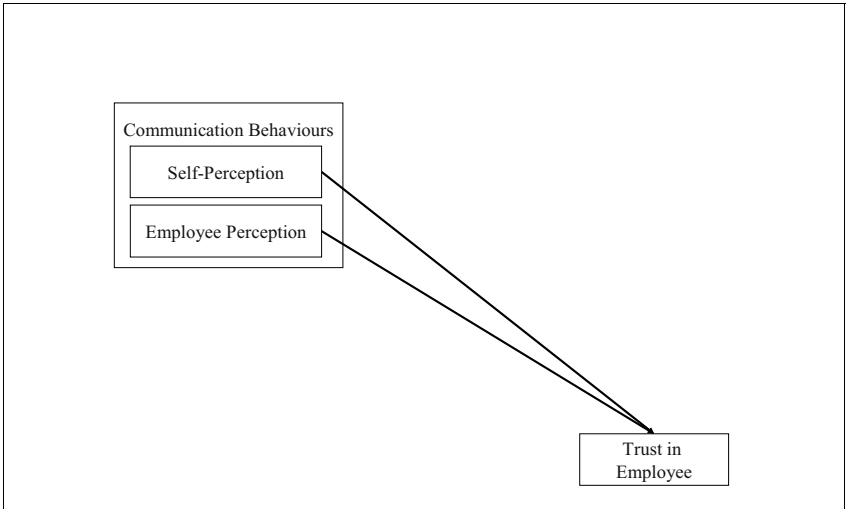 Communication Behaviours
Self-Perception
Employee Perception
Trust in
Employee